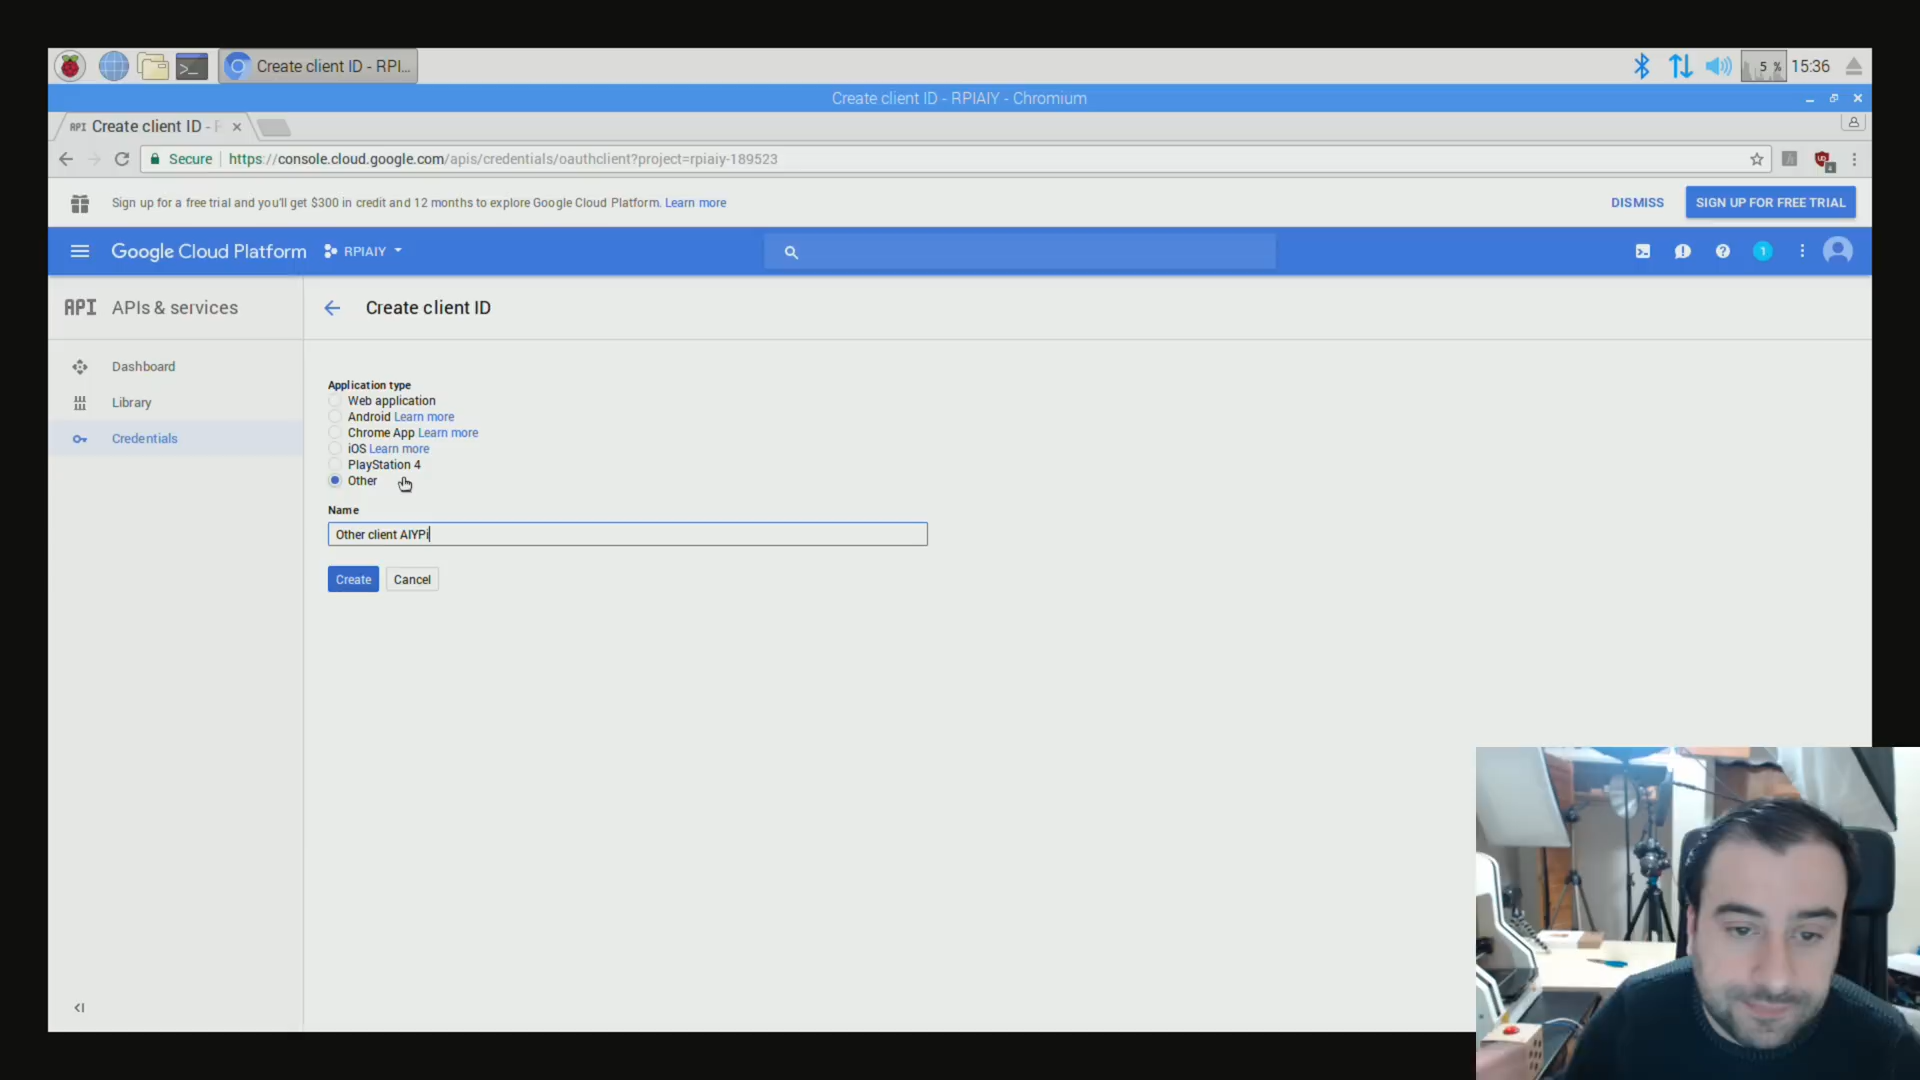 Create client ID - RPI...
5 %
15:36
Create client ID - RPIAIY - Chromium
API Create client ID -
Secure
https://console.cloud.google.com/apis/credentials/oauthclient?project=rpiaiy-189523
Sign up for a free trial and you'll get $300 in credit and 12 months to explore Google Cloud Platform. Learn more
DISMISS
SIGN UP FOR FREE TRIAL
Google Cloud Platform
RPIAIY
1
API APIs & services
Create client ID
Dashboard
Library
Credentials
Application type
Web application
Android Learn more
Chrome App Learn more
iOS Learn more
PlayStation 4
Other
Name
Other client AIYPi
Create
Cancel